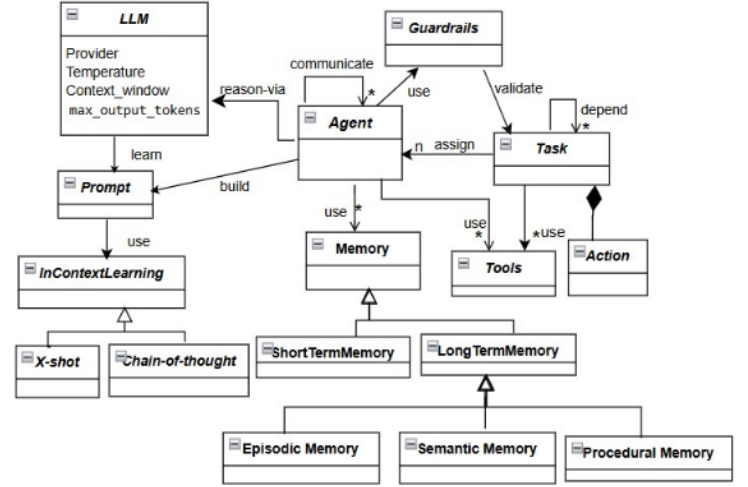 LLM
Provider
Temperature
Context_window
max_output_tokens
Guardrails
communicate
*
use
validate
reason-via
Agent
n assign
depend
*
Task
learn
Prompt
build
use
use *
use
*
*use
InContextLearning
Memory
Tools
Action
X-shot
Chain-of-thought
ShortTermMemory
LongTermMemory
Episodic Memory
Semantic Memory
Procedural Memory